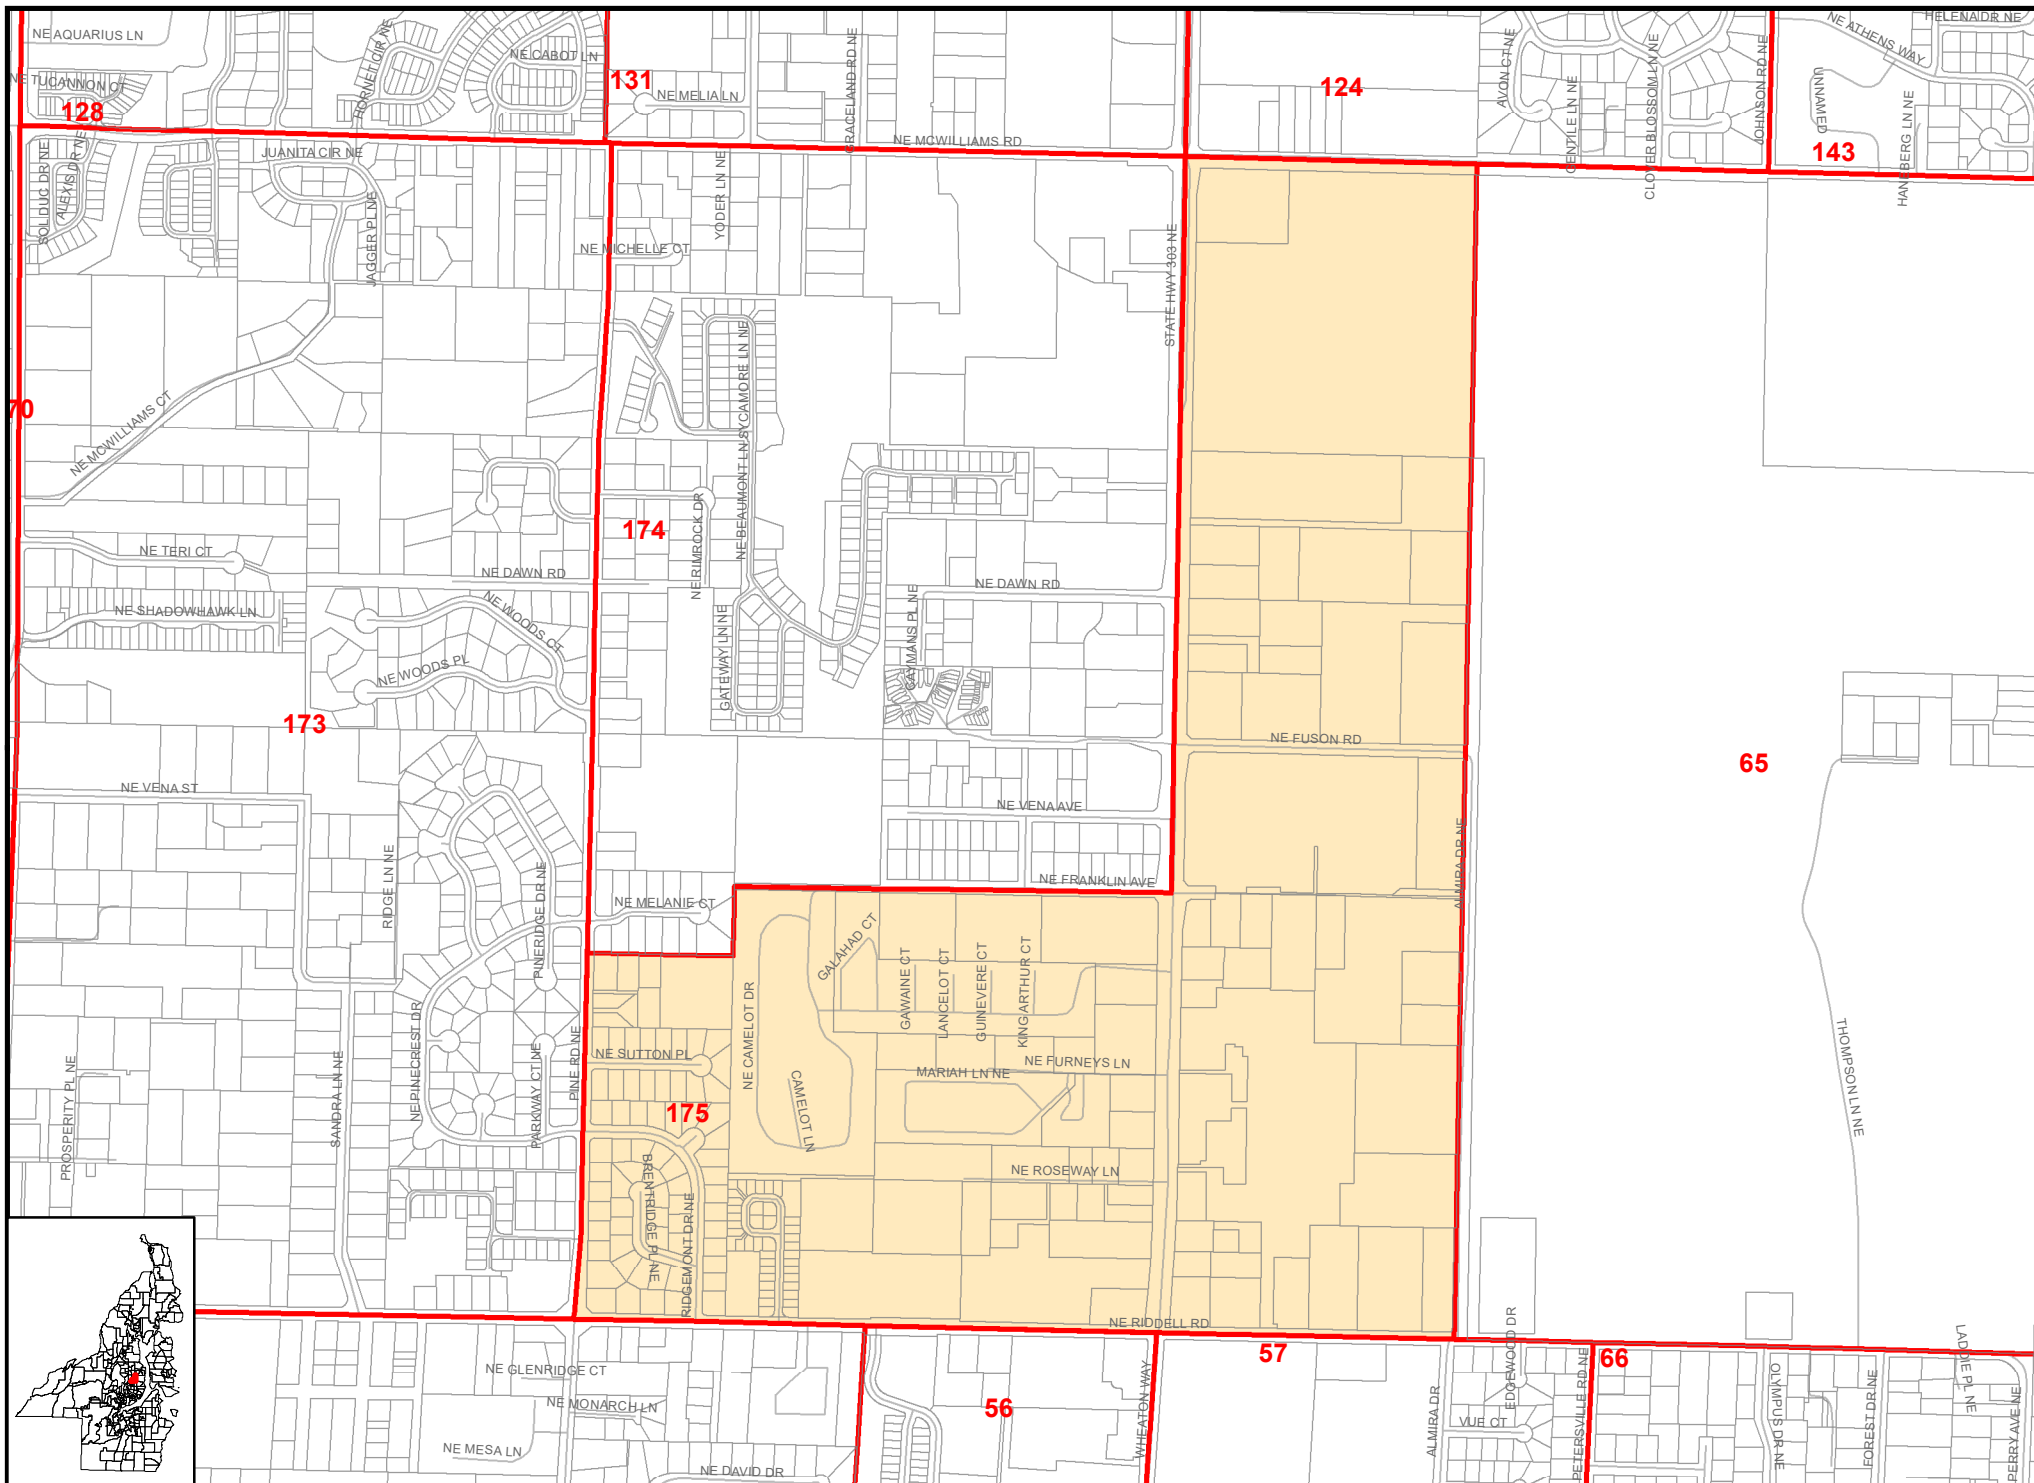 NE AQUARIUS LN
HORNET CIR NE
NE CABOT LN
131
NE MELIA LN
GRACELAND RD NE
124
AVON CT NE
GENTILE LN NE
CLOVER BLOSSOM LN NE
JOHNSON RD NE
NE ATHENS WAY
HELENA DR NE
UNNAMED
HANBERG LN NE
143
NE TUCANNON CT
128
NE MCWILLIAMS RD
SOLDUC DR NE
ALEXIS DR NE
JUANITA CIR NE
JAGGER PL NE
YODER LN NE
NE MICHELLE CT
STATE HWY 303 NE
70
NE MCWILLIAMS CT
SYCAMORE LN NE
NE BEAUMONT LN
174
NE RIMROCK DR
NE TERI CT
NE DAWN RD
NE DAWN RD
NE SHADOWHAWK LN
NE WOODS CT
NE WOODS PL
GATEWAY LN NE
CAYMANS PL NE
173
NE FUSON RD
65
NE VENA ST
NE VENA AVE
RIDGE LN NE
PINERIDGE DR NE
NE FRANKLIN AVE
ALMIRA DR NE
NE MELANIE CT
GALAHAD CT
GAWAINE CT
LANCELOT CT
GUINEVERE CT
KING ARTHUR CT
NE CAMELOT DR
NE PINECREST DR
PROSPERITY PL NE
SANDRA LN NE
PARKWAY CT NE
PINE RD NE
NE SUTTON PL
CAMELOT LN
MARIAH LN NE
NE FURNEYS LN
THOMPSON LN NE
175
BRENTRIDGE PL NE
RIDGEMONT DR NE
NE ROSEWAY LN
NE RIDDELL RD
57
66
56
NE GLENRIDGE CT
NE MONARCH LN
NE MESA LN
NE DAVID DR
WHEATON WAY
ALMIRA DR
VUE CT
EDGEWOOD DR
PETERSVILLE RD NE
OLYMPUS DR NE
FOREST DR NE
LADDIE PL NE
PERRY AVE NE